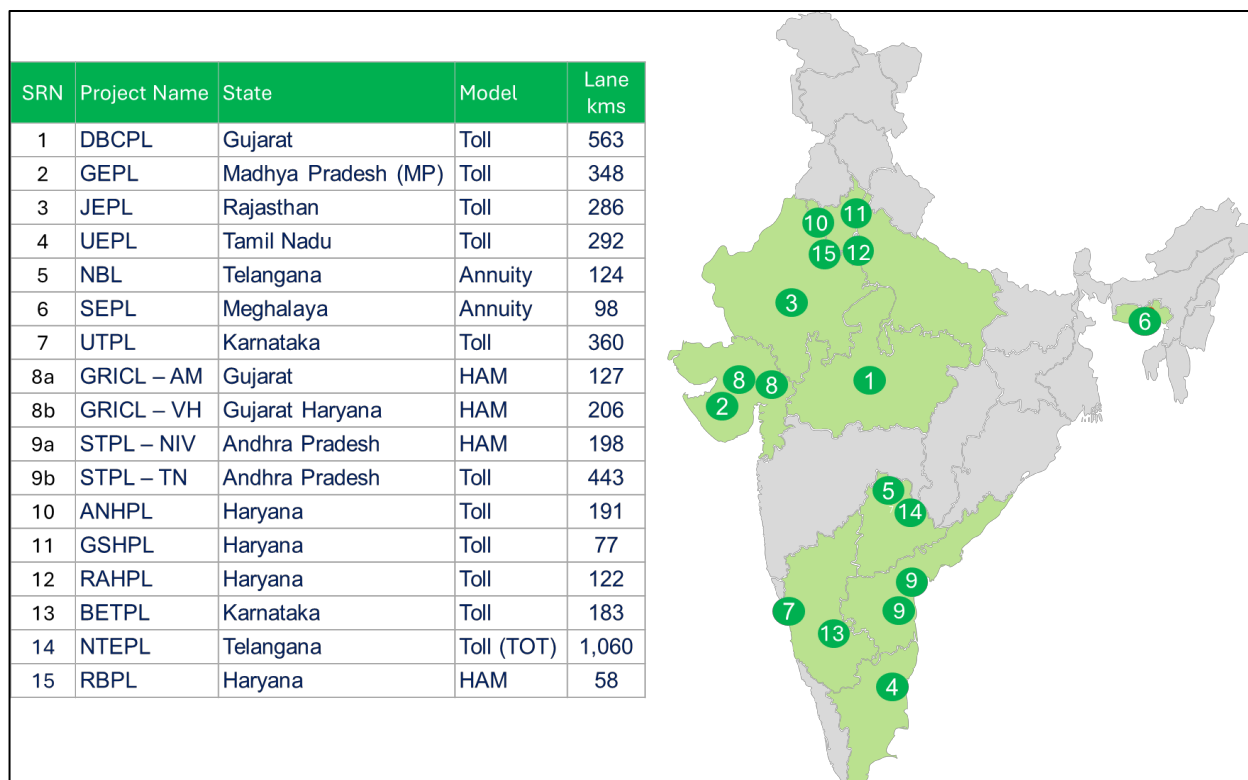 SRN Project Name State Model Lane kms
1 DBCPL Gujarat Toll 563
2 GEPL Madhya Pradesh (MP) Toll 348
3 JEPL Rajasthan Toll 286
4 UEPL Tamil Nadu Toll 292
5 NBL Telangana Annuity 124
6 SEPL Meghalaya Annuity 98
7 UTPL Karnataka Toll 360
8a GRICL – AM Gujarat HAM 127
8b GRICL – VH Gujarat Haryana HAM 206
9a STPL – NIV Andhra Pradesh HAM 198
9b STPL – TN Andhra Pradesh Toll 443
10 ANHPL Haryana Toll 191
11 GSHPL Haryana Toll 77
12 RAHPL Haryana Toll 122
13 BETPL Karnataka Toll 183
14 NTEPL Telangana Toll (TOT) 1,060
15 RBPL Haryana HAM 58
11
10
12
15
3
6
8
8
1
2
5
14
9
9
7
13
4